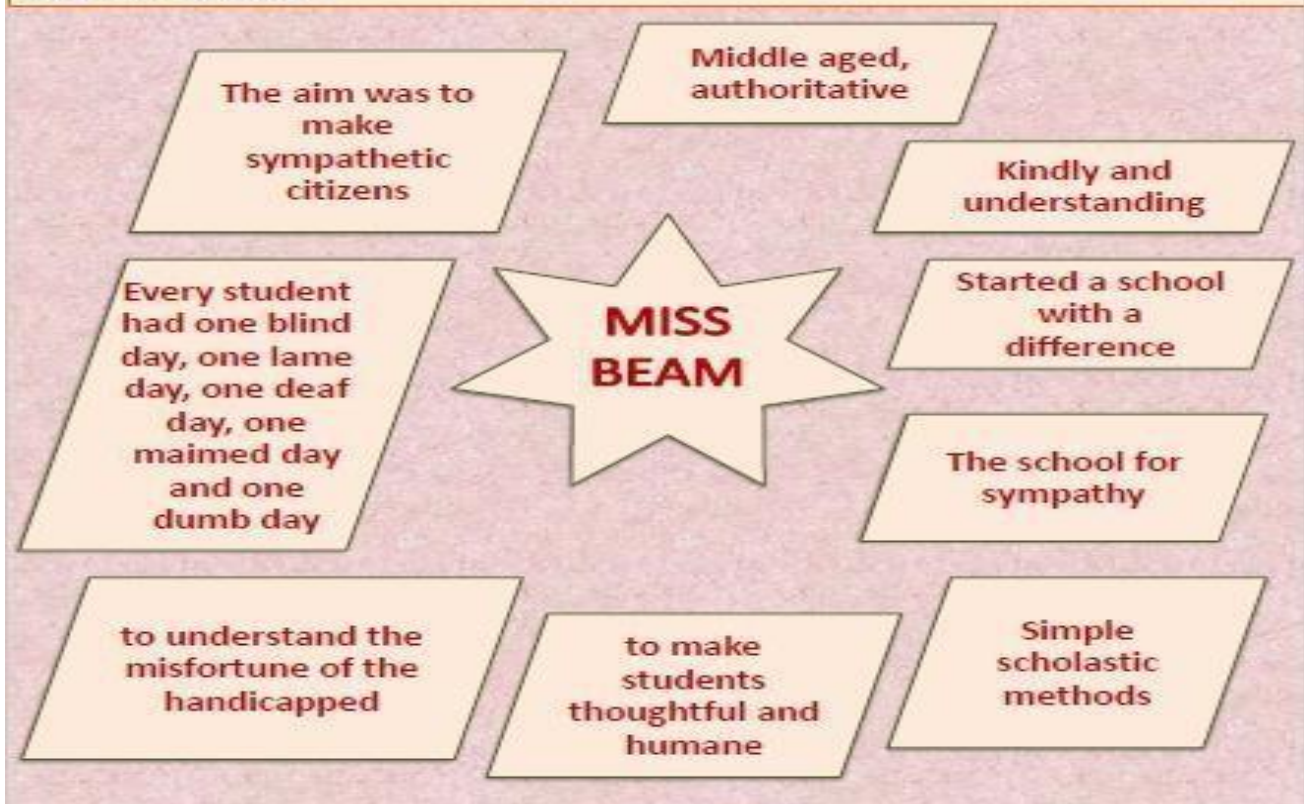 The aim was to
make
sympathetic
citizens
Middle aged,
authoritative
Kindly and
understanding
MISS
BEAM
Every student
had one blind
day, one lame
day, one deaf
day, one
maimed day
and one
dumb day
Started a school
with a
difference
The school for
sympathy
to understand the
misfortune of the
handicapped
to make
students
thoughtful and
humane
Simple
scholastic
methods